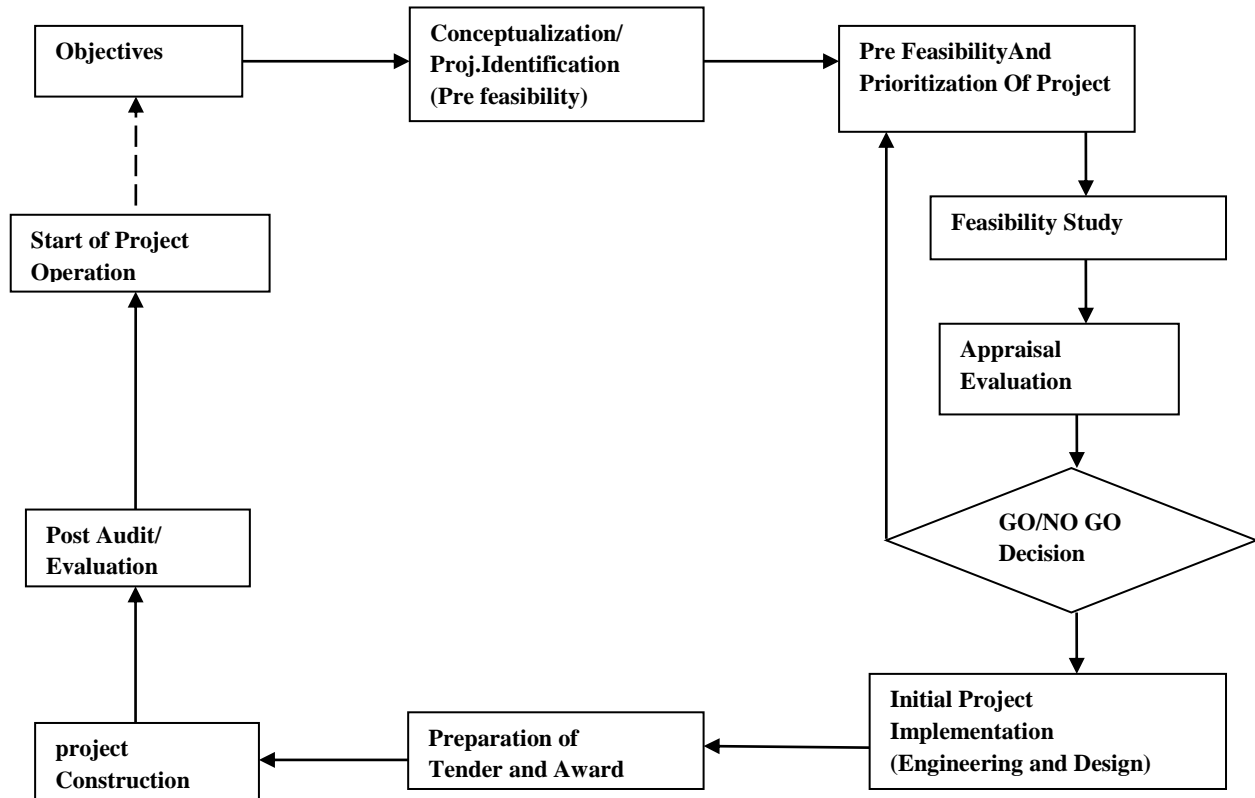 Objectives
Conceptualization/
Proj.Identification
(Pre feasibility)
Pre FeasibilityAnd
Prioritization Of Project
Feasibility Study
Appraisal
Evaluation
GO/NO GO
Decision
Initial Project
Implementation
(Engineering and Design)
Preparation of
Tender and Award
project
Construction
Post Audit/
Evaluation
Start of Project
Operation